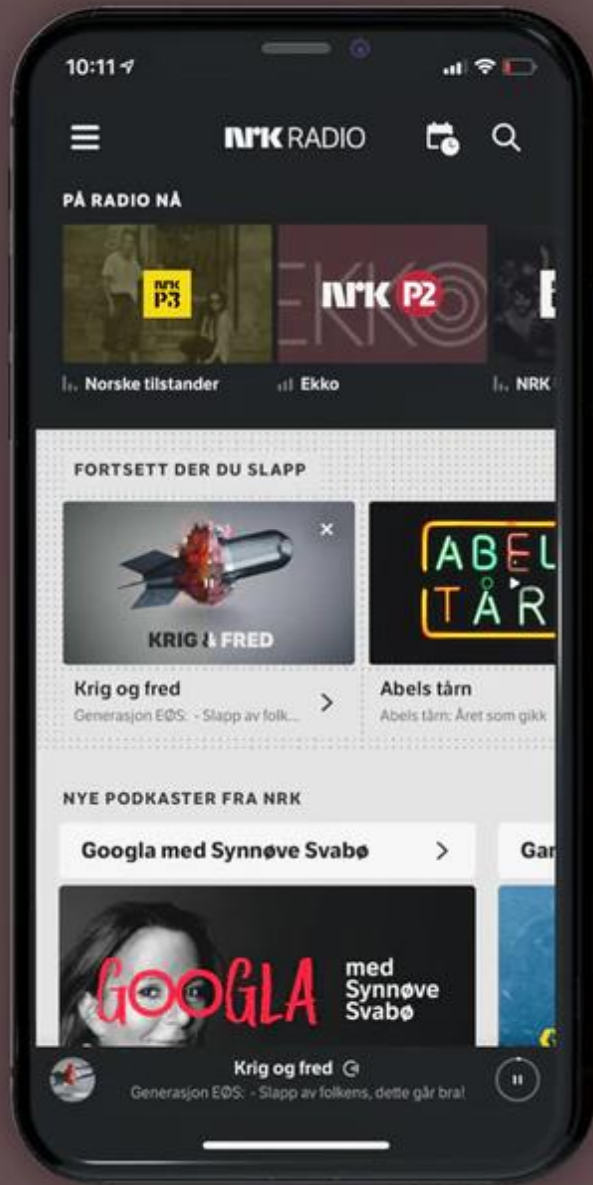 10:11
NRK RADIO
PÅ RADIO NÅ
NRK P3
EKKO
NRK P2
Norske tilstander
Ekko
NRK
FORTSETT DER DU SLAPP
KRIG & FRED
ABEL
TÅR
Krig og fred
Generasjon EØS: - Slapp av folk...
Abels tårn
Abels tårn: Året som gikk
NYE PODKASTER FRA NRK
Googla med Synnøve Svabø
GOOGLA
med
Synnøve
Svabø
Krig og fred
Generasjon EØS: - Slapp av folkens, dette går bra!